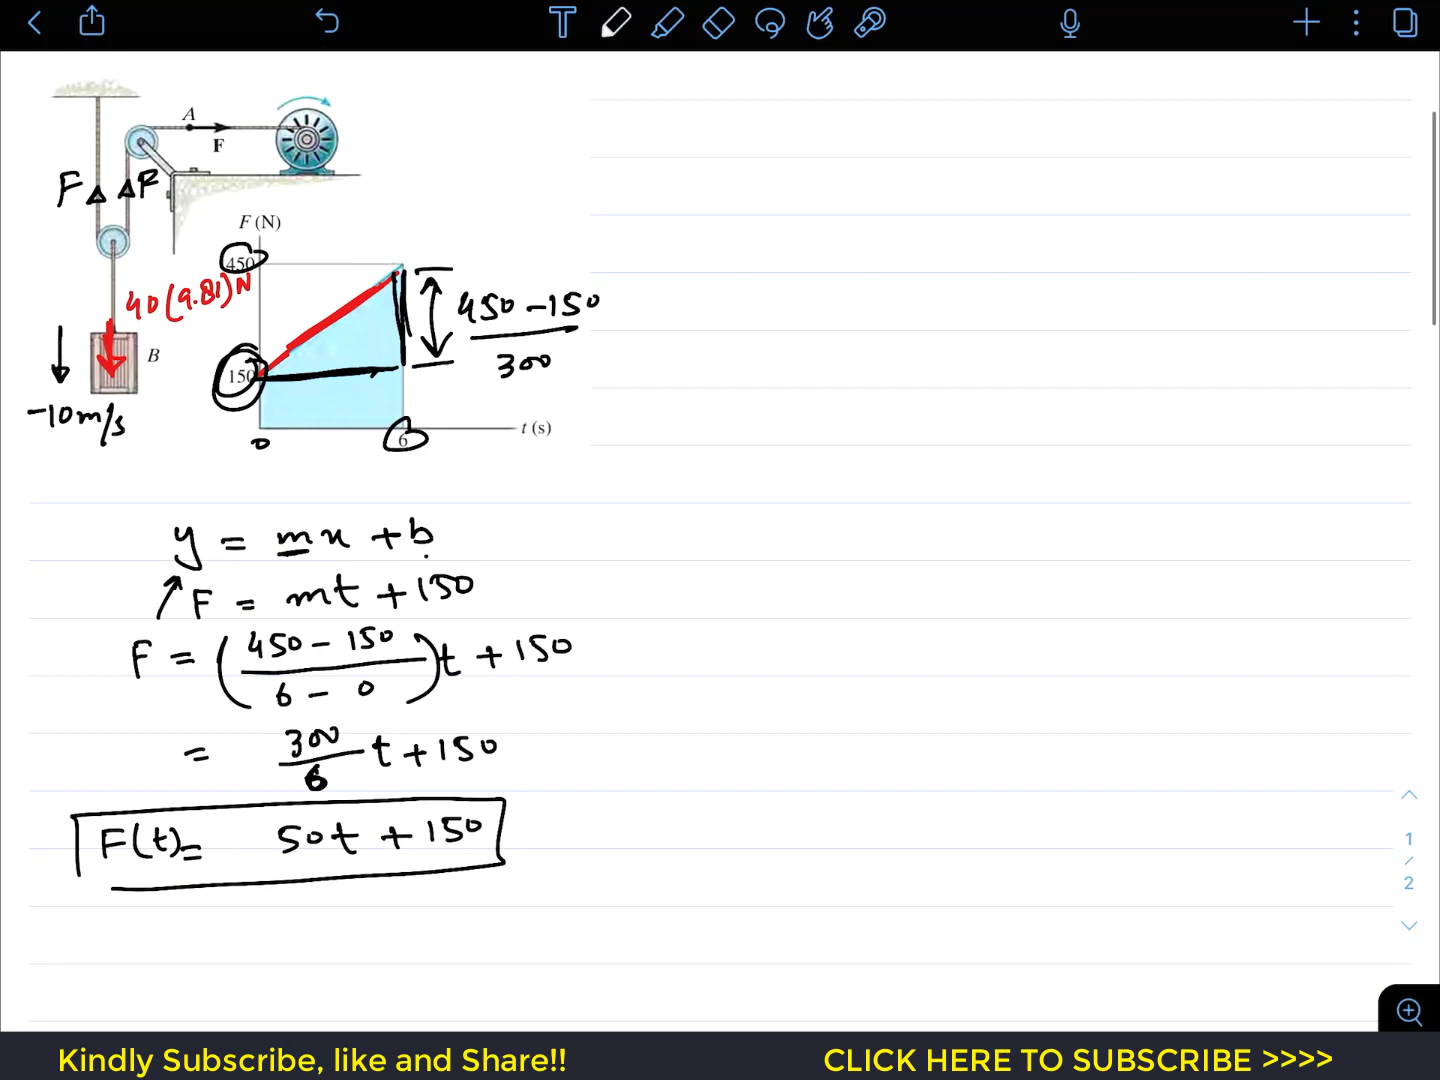 A
F
F F
F (N)
450
40(9.81)N
450 - 150
300
B
150
-10m/s
0
6
t (s)
y = mx + b
F = mt + 150
F = (450 - 150 / 6 - 0)t + 150
= 300/6 t + 150
F(t) = 50t + 150
1
/
2
Kindly Subscribe, like and Share!!
CLICK HERE TO SUBSCRIBE >>>>